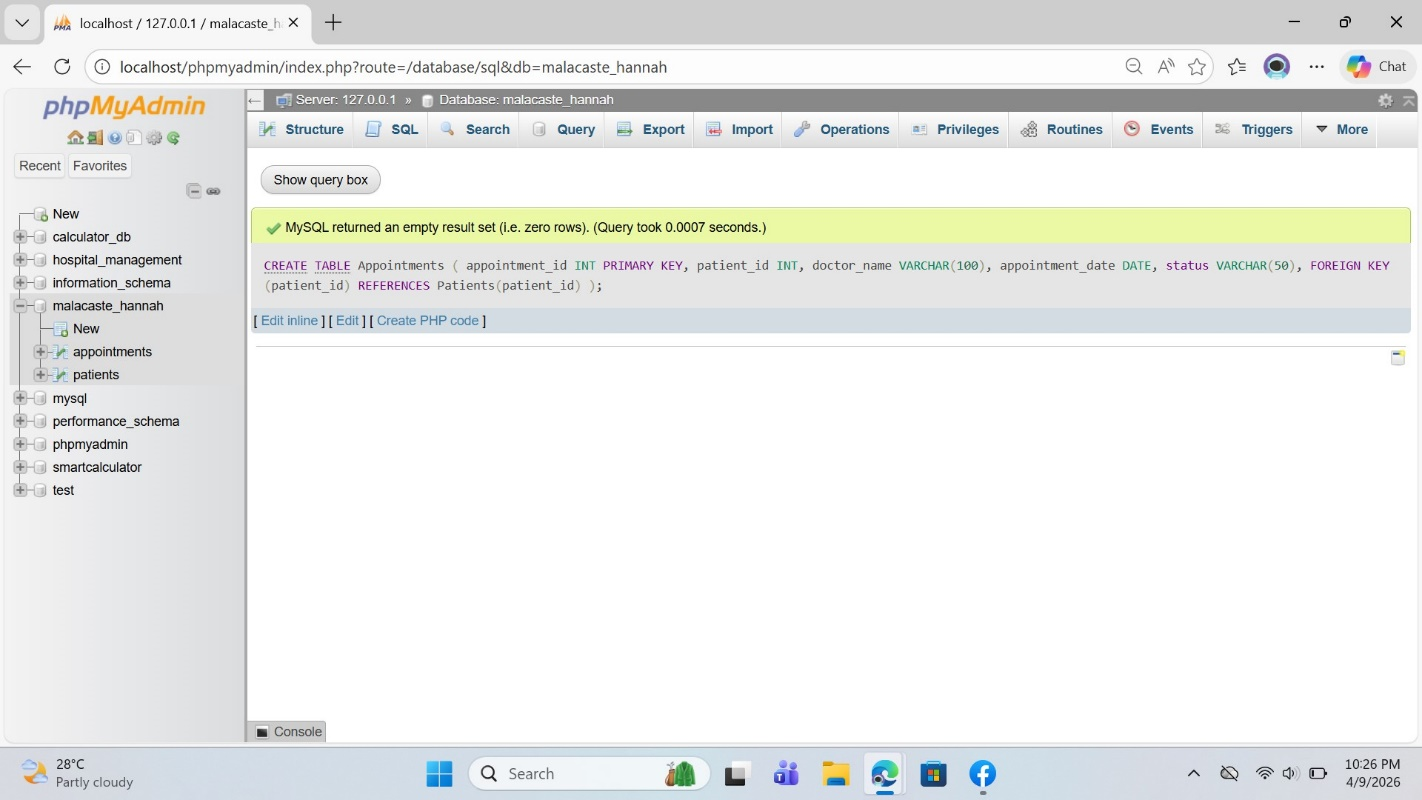 localhost / 127.0.0.1 / malacaste_h
localhost/phpmyadmin/index.php?route=/database/sql&db=malacaste_hannah
Chat
phpMyAdmin
Recent
Favorites
New
calculator_db
hospital_management
information_schema
malacaste_hannah
New
appointments
patients
mysql
performance_schema
phpmyadmin
smartcalculator
test
Server: 127.0.0.1 » Database: malacaste_hannah
Structure SQL Search Query Export Import Operations Privileges Routines Events Triggers More
Show query box
MySQL returned an empty result set (i.e. zero rows). (Query took 0.0007 seconds.)
CREATE TABLE Appointments ( appointment_id INT PRIMARY KEY, patient_id INT, doctor_name VARCHAR(100), appointment_date DATE, status VARCHAR(50), FOREIGN KEY
(patient_id) REFERENCES Patients(patient_id) );
[ Edit inline ] [ Edit ] [ Create PHP code ]
Console
28°C
Partly cloudy
Search
10:26 PM
4/9/2026